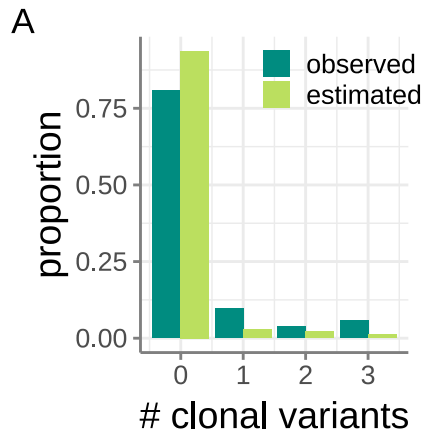 A
observed
estimated
proportion
0.75
0.50
0.25
0.00
0 1 2 3
# clonal variants